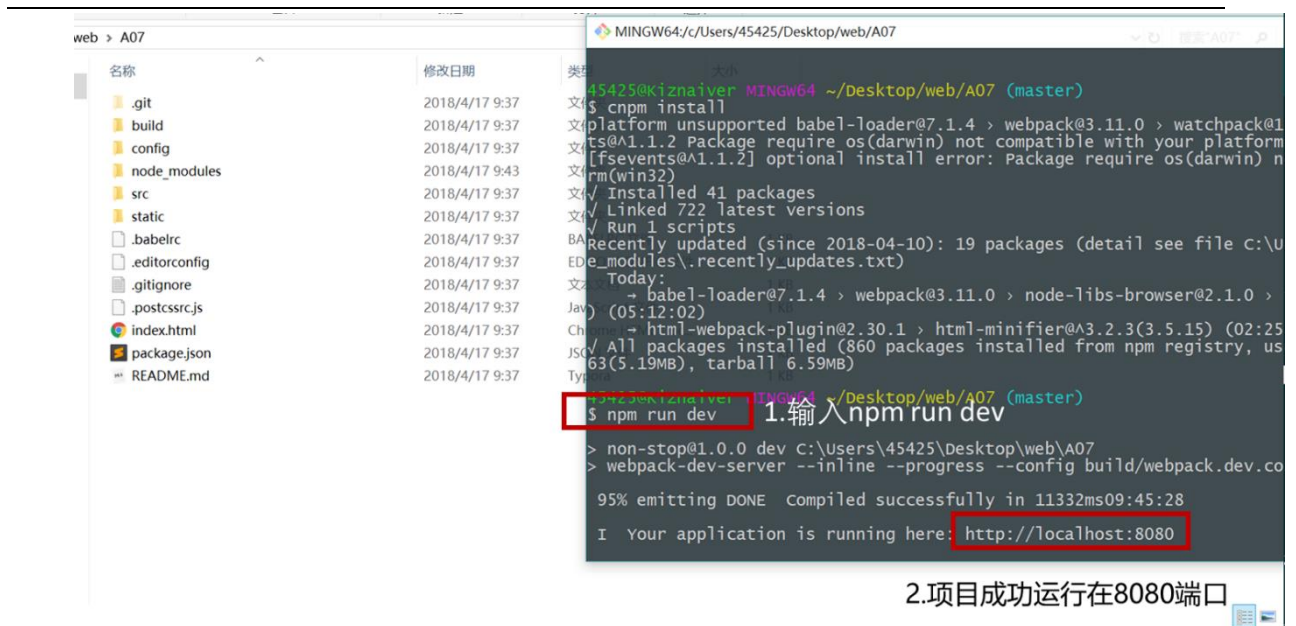 web > A07
名称 修改日期 类型 大小
.git 2018/4/17 9:37
build 2018/4/17 9:37
config 2018/4/17 9:37
node_modules 2018/4/17 9:43
src 2018/4/17 9:37
static 2018/4/17 9:37
.babelrc 2018/4/17 9:37
.editorconfig 2018/4/17 9:37
.gitignore 2018/4/17 9:37
.postcssrc.js 2018/4/17 9:37
index.html 2018/4/17 9:37
package.json 2018/4/17 9:37
README.md 2018/4/17 9:37
MINGW64:/c/Users/45425/Desktop/web/A07
搜索"A07"
45425@Kiznaiver MINGW64 ~/Desktop/web/A07 (master)
$ cnpm install
platform unsupported babel-loader@7.1.4 › webpack@3.11.0 › watchpack@1
ts@^1.1.2 Package require os(darwin) not compatible with your platform
[fsevents@^1.1.2] optional install error: Package require os(darwin) n
rm(win32)
√ Installed 41 packages
√ Linked 722 latest versions
√ Run 1 scripts
Recently updated (since 2018-04-10): 19 packages (detail see file C:\U
e_modules\.recently_updates.txt)
Today:
→ babel-loader@7.1.4 › webpack@3.11.0 › node-libs-browser@2.1.0 ›
) (05:12:02)
→ html-webpack-plugin@2.30.1 › html-minifier@^3.2.3(3.5.15) (02:25
√ All packages installed (860 packages installed from npm registry, us
63(5.19MB), tarball 6.59MB)
45425@Kiznaiver MINGW64 ~/Desktop/web/A07 (master)
$ npm run dev
1.输入npm run dev
> non-stop@1.0.0 dev C:\Users\45425\Desktop\web\A07
> webpack-dev-server --inline --progress --config build/webpack.dev.co
95% emitting DONE Compiled successfully in 11332ms09:45:28
I Your application is running here: http://localhost:8080
2.项目成功运行在8080端口